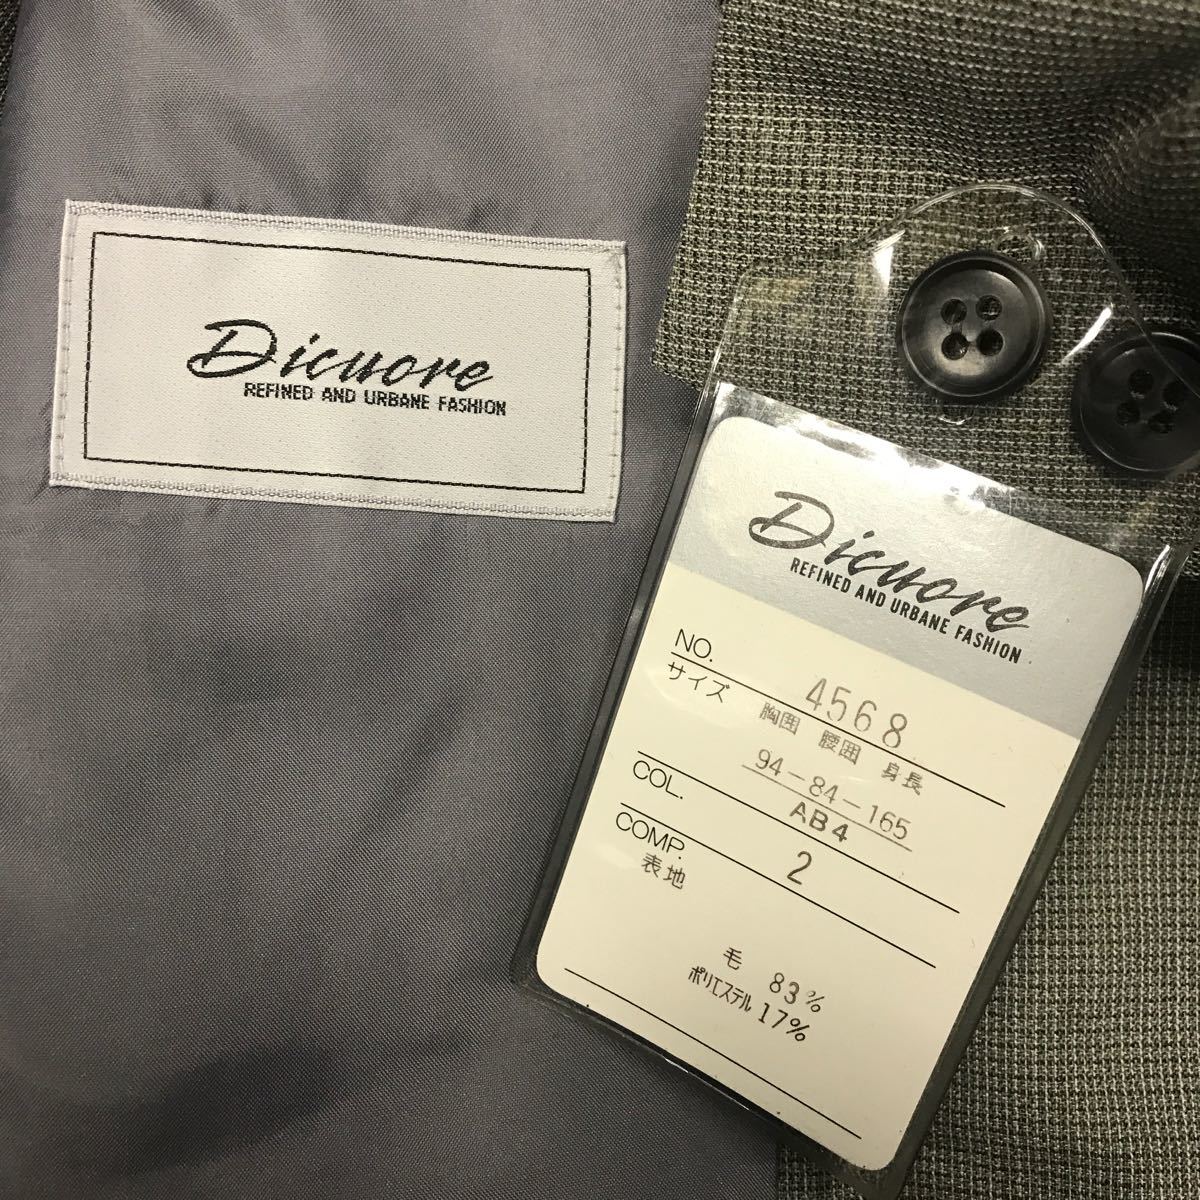 Dicuore
REFINED AND URBANE FASHION
Dicuore
REFINED AND URBANE FASHION
NO. 4568
サイズ 胸囲 腰囲 身長
94-84-165
AB4
COL. 2
COMP.
表地
毛 83%
ポリエステル 17%